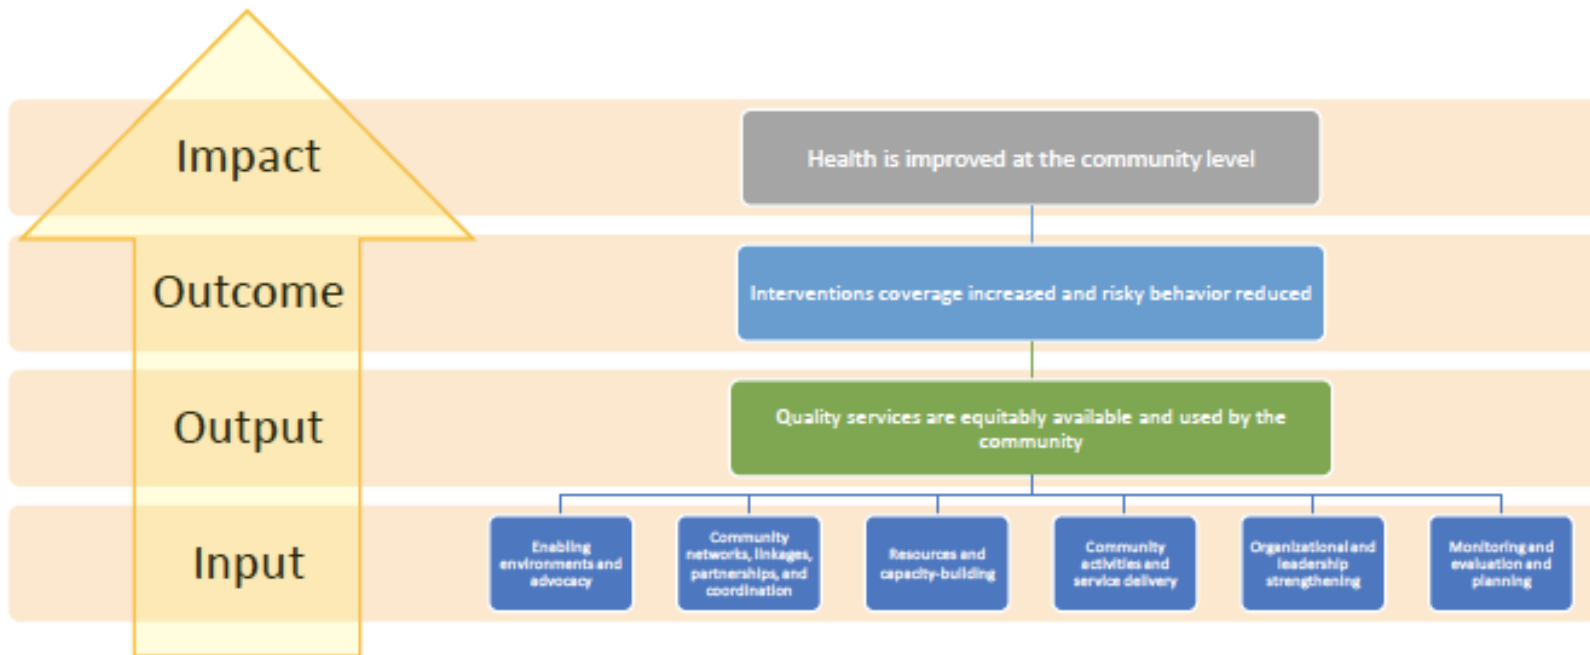 Impact
Health is improved at the community level
Outcome
Interventions coverage increased and risky behavior reduced
Output
Quality services are equitably available and used by the
community
Input
Enabling
environments and
advocacy
Community
networks, linkages,
partnerships, and
coordination
Resources and
capacity-building
Community
activities and
service delivery
Organizational and
leadership
strengthening
Monitoring and
evaluation and
planning